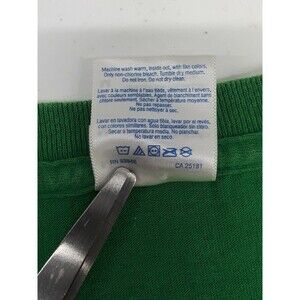 Machine wash warm, inside out, with like colors.
Only non-chlorine bleach. Tumble dry medium.
Do not iron. Do not dry clean.
Laver à la machine à l'eau tiède, vêtement à l'envers,
avec couleurs semblables. Agent de blanchiment sans
chlore seulement. Sécher à température moyenne.
Ne pas repasser. Ne pas nettoyer à sec.
Lavar en lavadora con agua tibia, por el revés,
con colores similares. Solo blanqueador sin cloro.
Secar a temperatura media. No planchar.
No lavar en seco.
RN
CA 25181